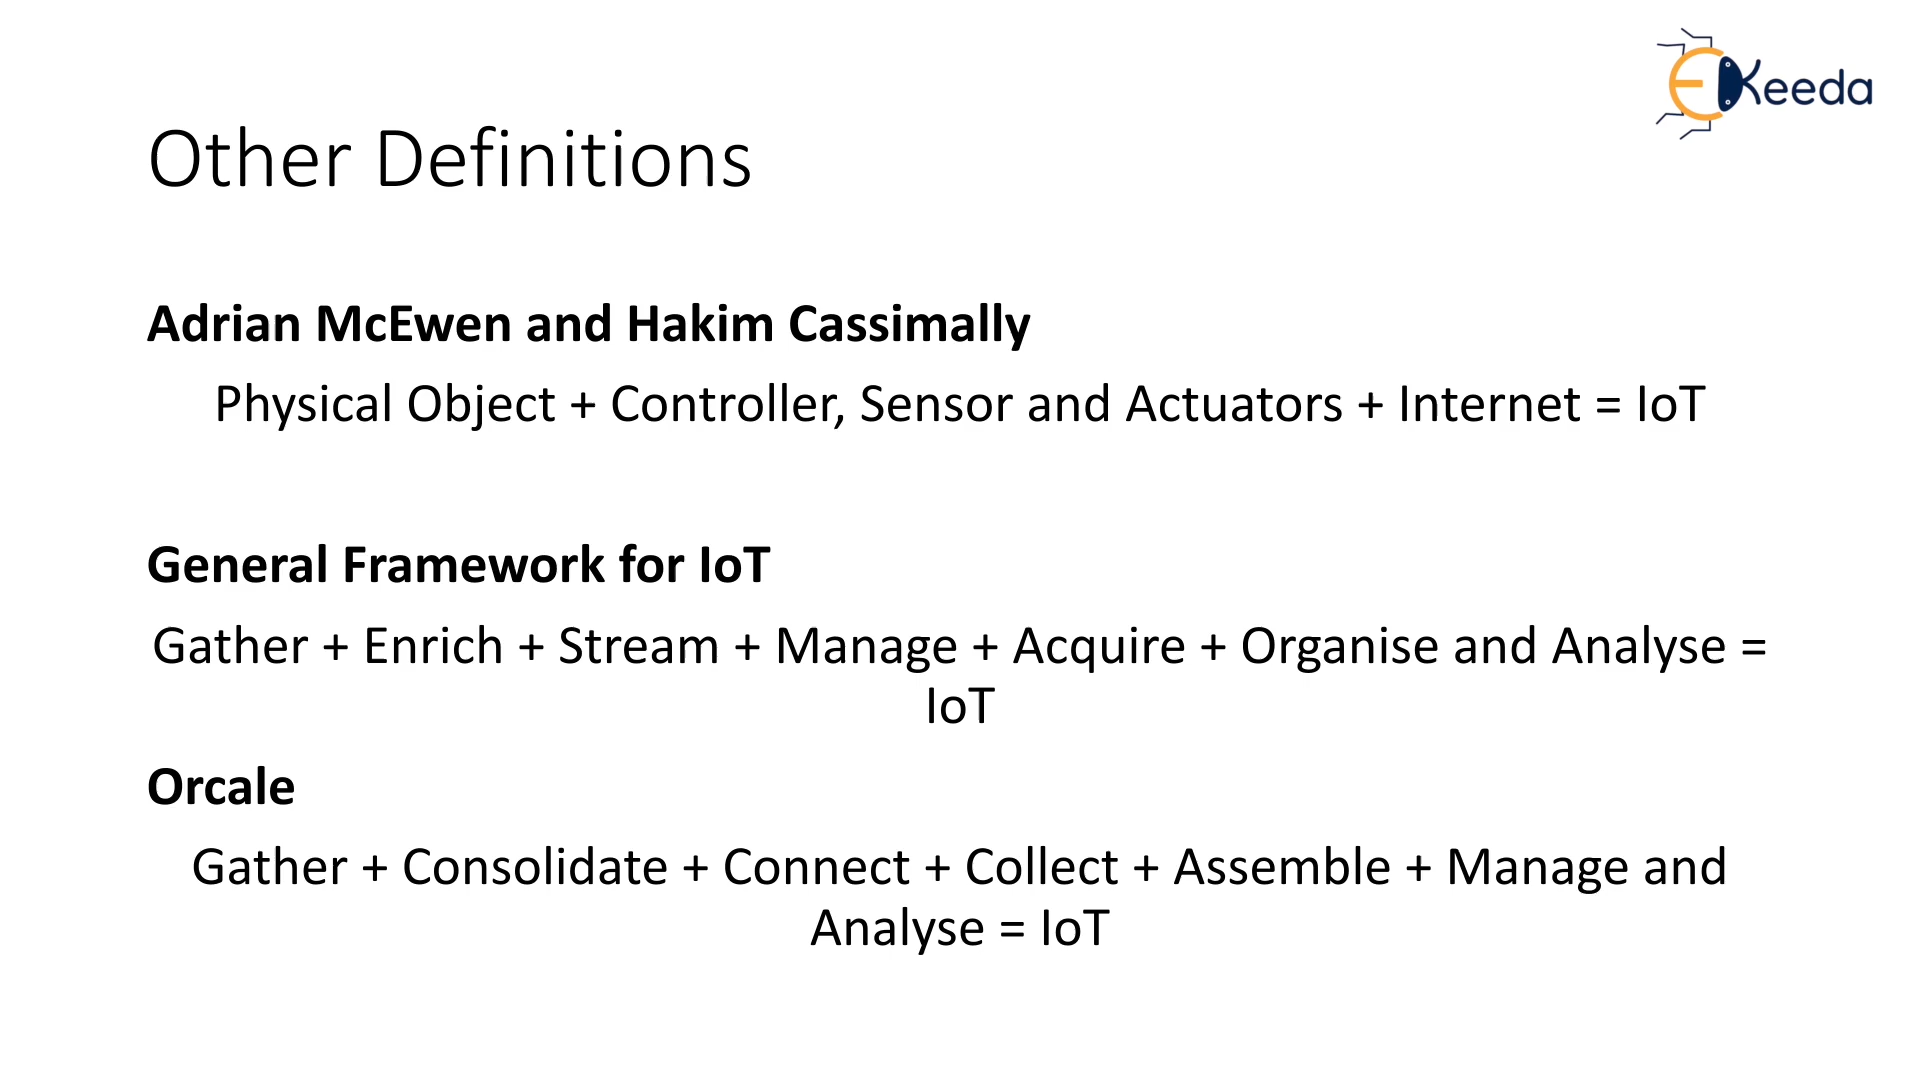 EKeeda
Other Definitions
Adrian McEwen and Hakim Cassimally
Physical Object + Controller, Sensor and Actuators + Internet = IoT
General Framework for IoT
Gather + Enrich + Stream + Manage + Acquire + Organise and Analyse =
IoT
Orcale
Gather + Consolidate + Connect + Collect + Assemble + Manage and
Analyse = IoT